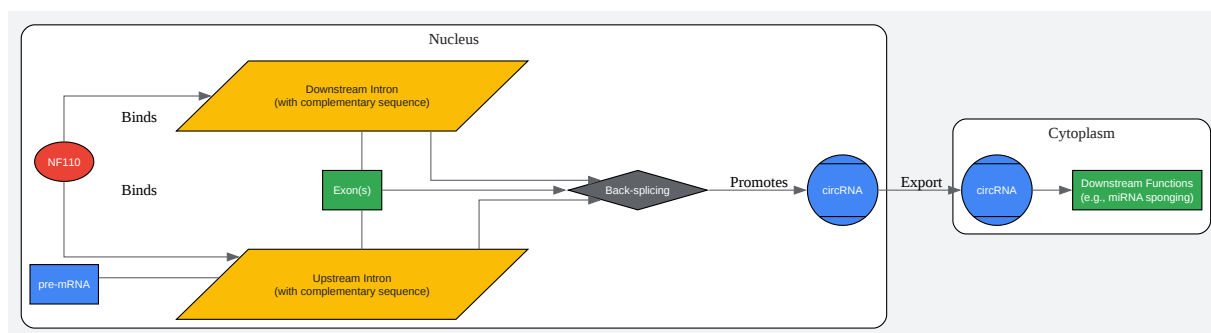 Nucleus
Downstream Intron
(with complementary sequence)
Binds
Cytoplasm
NF110
Binds
Exon(s)
Back-splicing
Promotes
circRNA
Export
circRNA
Downstream Functions
(e.g., miRNA sponging)
pre-mRNA
Upstream Intron
(with complementary sequence)